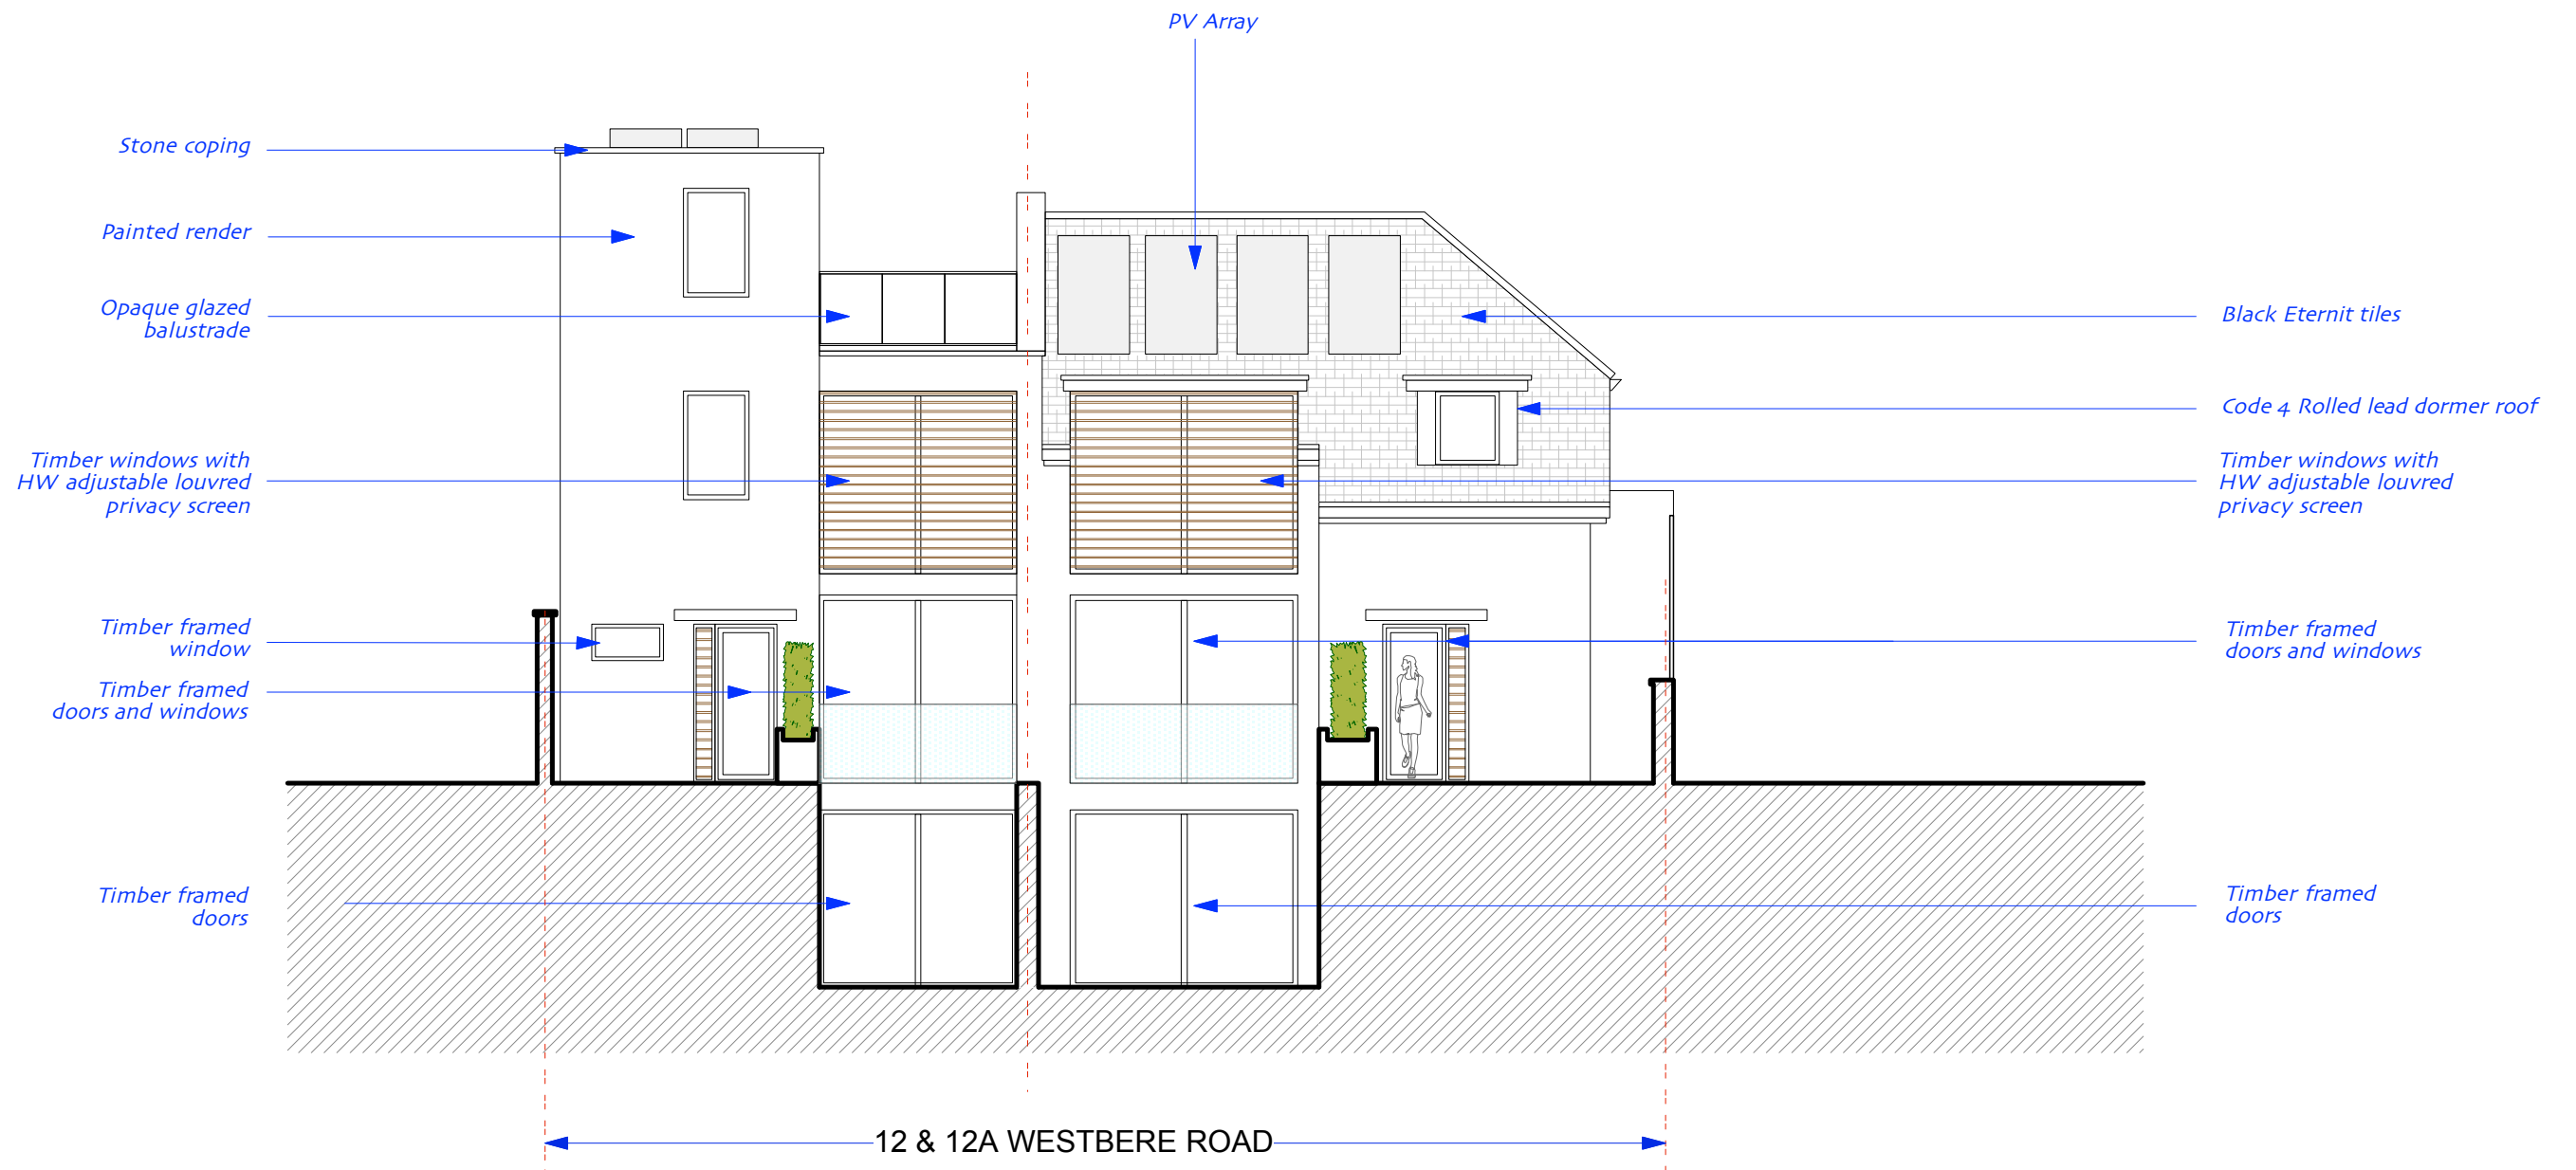 PV Array
Stone coping
Painted render
Opaque glazed
balustrade
Timber windows with
HW adjustable louvred
privacy screen
Timber framed
window
Timber framed
doors and windows
Timber framed
doors
Black Eternit tiles
Code 4 Rolled lead dormer roof
Timber windows with
HW adjustable louvred
privacy screen
Timber framed
doors and windows
Timber framed
doors
12 & 12A WESTBERE ROAD